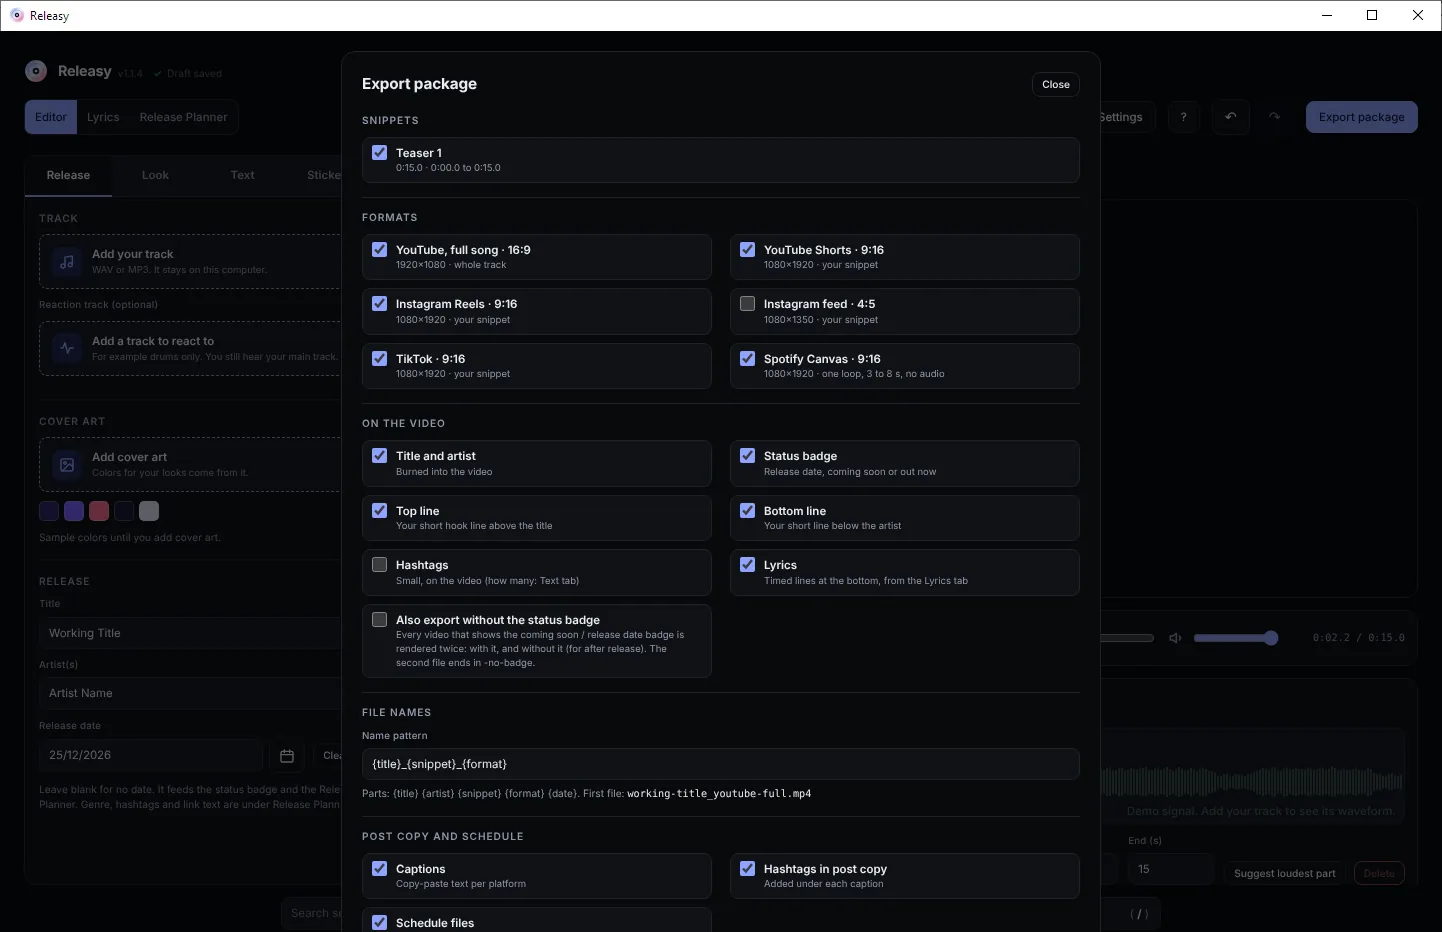 Releasy
Releasy v1.1.4 ✓ Draft saved
Editor Lyrics Release Planner
Settings ? Export package
Release Look Text Sticke
TRACK
Add your track
WAV or MP3. It stays on this computer.
Reaction track (optional)
Add a track to react to
For example drums only. You still hear your main track.
COVER ART
Add cover art
Colors for your looks come from it.
Sample colors until you add cover art.
RELEASE
Title
Working Title
Artist(s)
Artist Name
Release date
25/12/2026
Clea
Leave blank for no date. It feeds the status badge and the Rele
Planner. Genre, hashtags and link text are under Release Plann
Search se
Export package
Close
SNIPPETS
Teaser 1
0:15.0 · 0:00.0 to 0:15.0
FORMATS
YouTube, full song · 16:9
1920×1080 · whole track
YouTube Shorts · 9:16
1080×1920 · your snippet
Instagram Reels · 9:16
1080×1920 · your snippet
Instagram feed · 4:5
1080×1350 · your snippet
TikTok · 9:16
1080×1920 · your snippet
Spotify Canvas · 9:16
1080×1920 · one loop, 3 to 8 s, no audio
ON THE VIDEO
Title and artist
Burned into the video
Status badge
Release date, coming soon or out now
Top line
Your short hook line above the title
Bottom line
Your short line below the artist
Hashtags
Small, on the video (how many: Text tab)
Lyrics
Timed lines at the bottom, from the Lyrics tab
Also export without the status badge
Every video that shows the coming soon / release date badge is
rendered twice: with it, and without it (for after release). The
second file ends in -no-badge.
FILE NAMES
Name pattern
{title}_{snippet}_{format}
Parts: {title} {artist} {snippet} {format} {date}. First file: working-title_youtube-full.mp4
POST COPY AND SCHEDULE
Captions
Copy-paste text per platform
Hashtags in post copy
Added under each caption
Schedule files
0:02.2 / 0:15.0
Demo signal. Add your track to see its waveform.
End (s)
15
Suggest loudest part
Delete
( / )